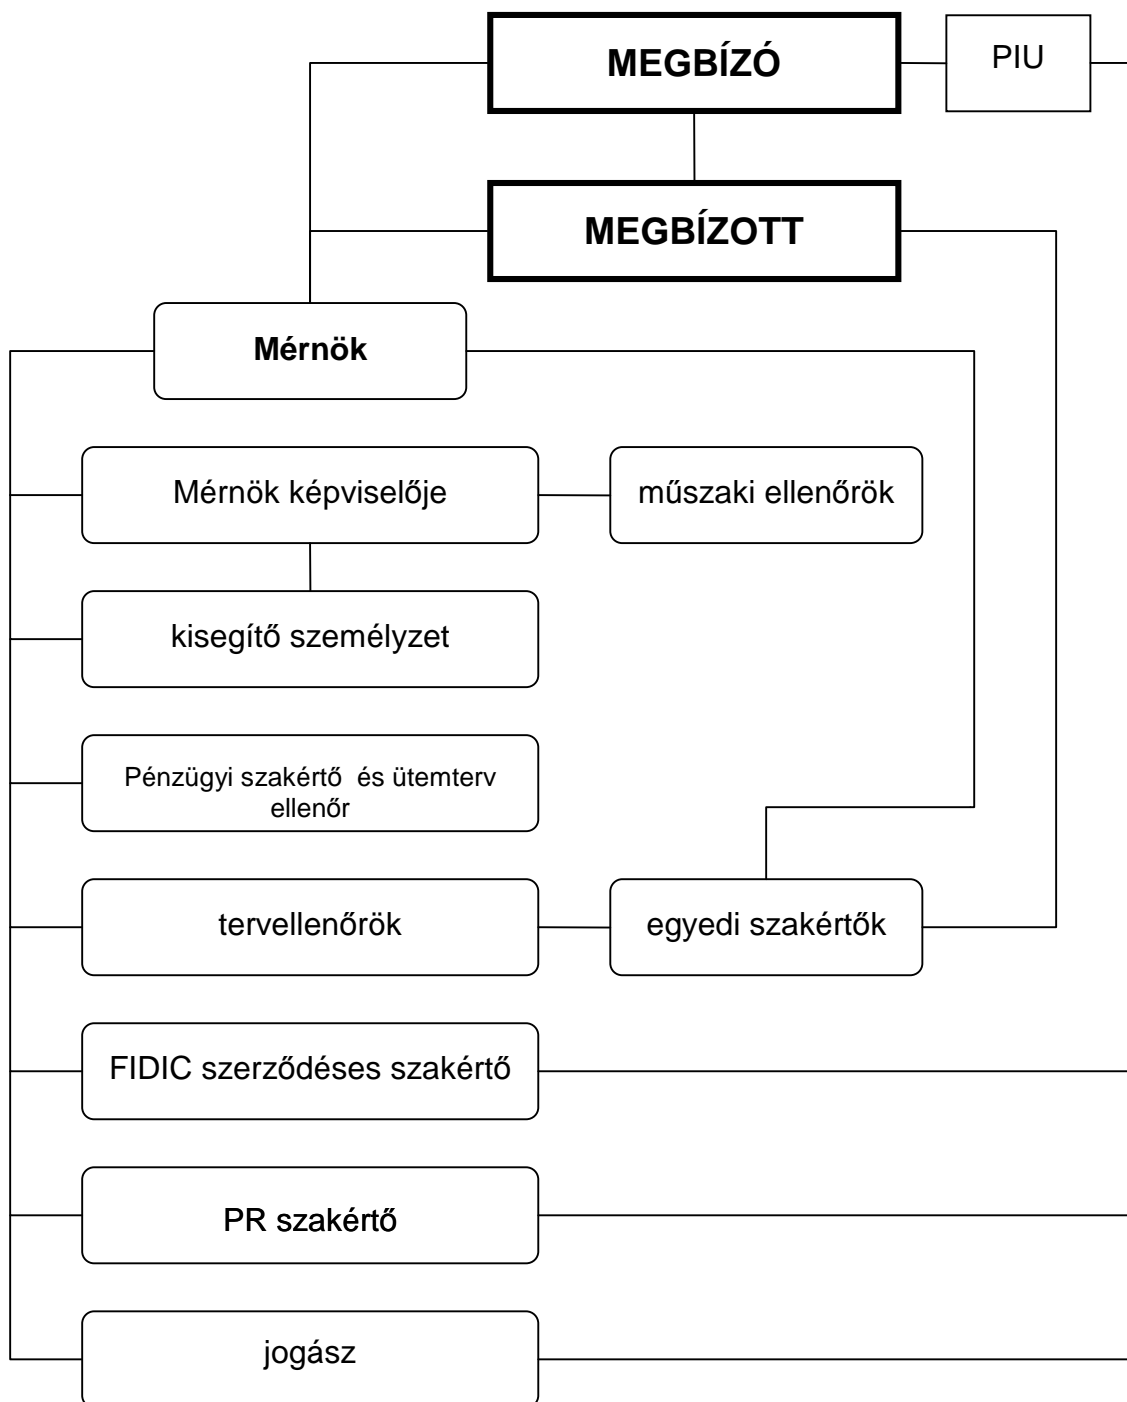 MEGBÍZÓ
PIU
MEGBÍZOTT
Mérnök
Mérnök képviselője
műszaki ellenőrök
kisegítő személyzet
Pénzügyi szakértő  és ütemterv
ellenőr
tervellenőrök
egyedi szakértők
FIDIC szerződéses szakértő
PR szakértő
jogász